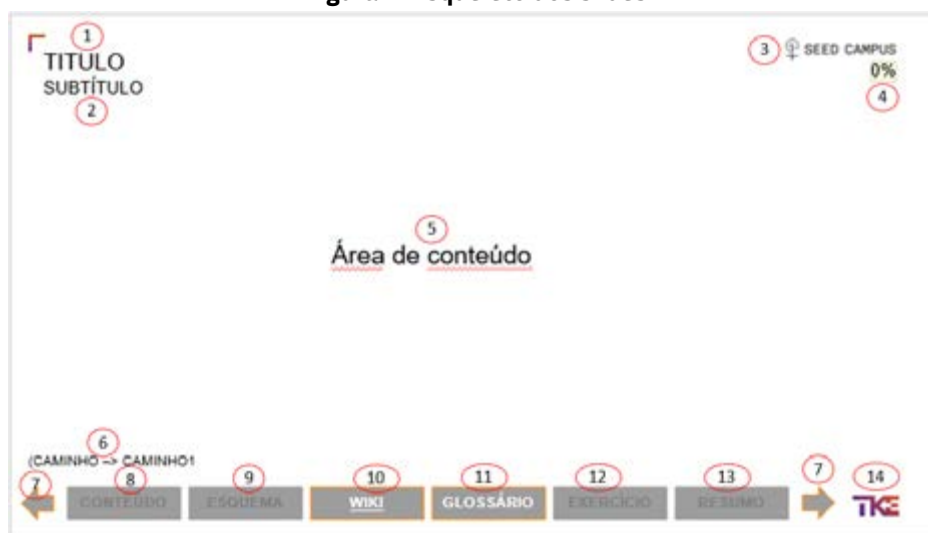 1
TITULO
SUBTÍTULO
2
3 SEED CAMPUS
0%
4
5
Área de conteúdo
6
(CAMINHO --> CAMINHO1
7 8 9 10 11 12 13 7 14
CONTEÚDO ESQUEMA WIKI GLOSSÁRIO EXERCÍCIO RESUMO TKE